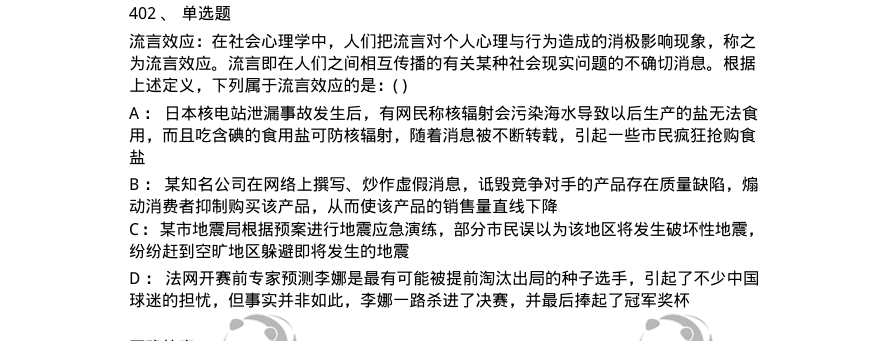 402 、 单选题
流言效应：在社会心理学中，人们把流言对个人心理与行为造成的消极影响现象，称之
为流言效应。流言即在人们之间相互传播的有关某种社会现实问题的不确切消息。根据
上述定义，下列属于流言效应的是：( )
A ： 日本核电站泄漏事故发生后，有网民称核辐射会污染海水导致以后生产的盐无法食
用，而且吃含碘的食用盐可防核辐射，随着消息被不断转载，引起一些市民疯狂抢购食
盐
B ： 某知名公司在网络上撰写、炒作虚假消息，诋毁竞争对手的产品存在质量缺陷，煽
动消费者抑制购买该产品，从而使该产品的销售量直线下降
C ：某市地震局根据预案进行地震应急演练，部分市民误以为该地区将发生破坏性地震，
纷纷赶到空旷地区躲避即将发生的地震
D ： 法网开赛前专家预测李娜是最有可能被提前淘汰出局的种子选手，引起了不少中国
球迷的担忧，但事实并非如此，李娜一路杀进了决赛，并最后捧起了冠军奖杯